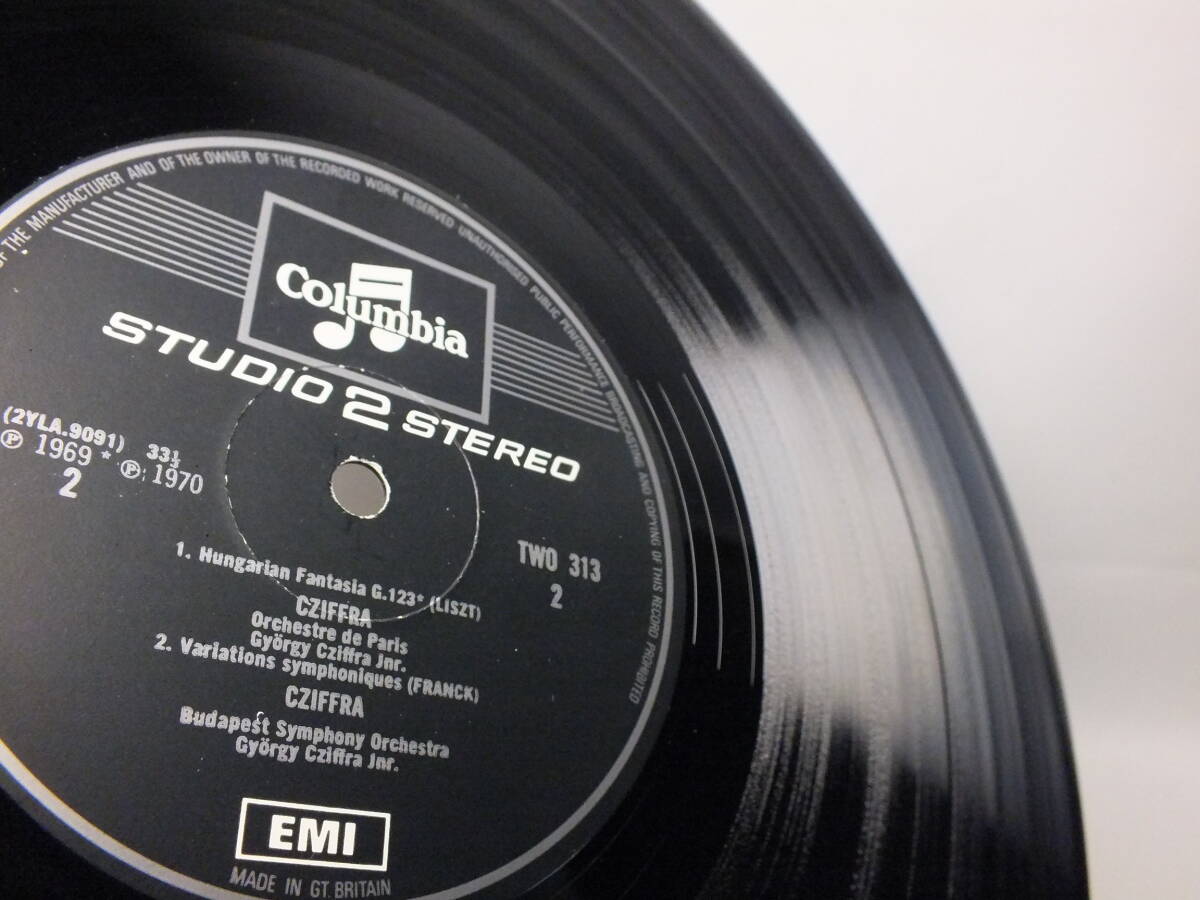 OF THE MANUFACTURER AND OF THE OWNER OF THE RECORDED WORK RESERVED UNAUTHORISED PUBLIC PERFORMANCE BROADCASTING AND COPYING OF THIS RECORD PROHIBITED
Columbia
STUDIO 2 STEREO
(2YLA.9091) 33⅓
℗ 1969 * ℗ 1970
2
TWO 313
2
1. Hungarian Fantasia G.123* (LISZT)
CZIFFRA
Orchestre de Paris
György Cziffra Jnr.
2. Variations symphoniques (FRANCK)
CZIFFRA
Budapest Symphony Orchestra
György Cziffra Jnr.
EMI
MADE IN GT. BRITAIN